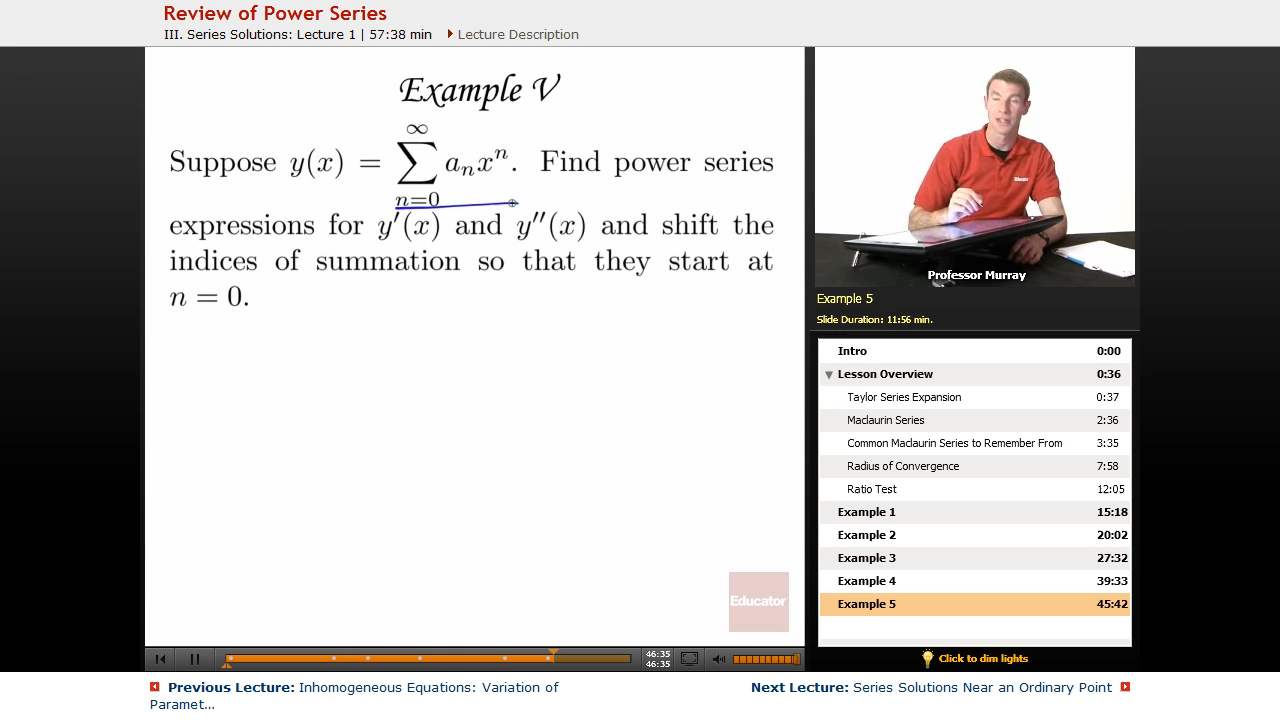 Review of Power Series
III. Series Solutions: Lecture 1 | 57:38 min Lecture Description
Example V
Suppose y(x) = ∑_{n=0}^{∞} a_n x^n. Find power series
expressions for y′(x) and y″(x) and shift the
indices of summation so that they start at
n = 0.
Educator
Professor Murray
Example 5
Slide Duration: 11:56 min.
Intro 0:00
Lesson Overview 0:36
Taylor Series Expansion 0:37
Maclaurin Series 2:36
Common Maclaurin Series to Remember From 3:35
Radius of Convergence 7:58
Ratio Test 12:05
Example 1 15:18
Example 2 20:02
Example 3 27:32
Example 4 39:33
Example 5 45:42
46:35
46:35
Click to dim lights
Previous Lecture: Inhomogeneous Equations: Variation of
Paramet...
Next Lecture: Series Solutions Near an Ordinary Point